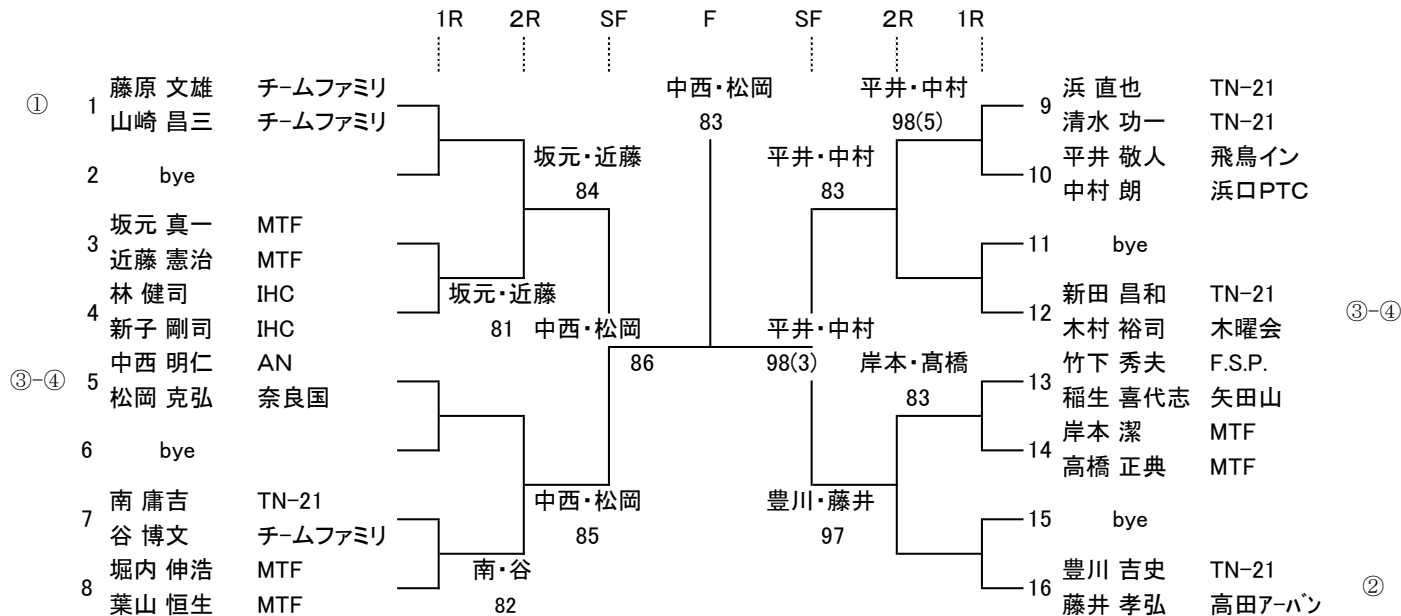 1R 2R SF F SF 2R 1R
① 1 藤原 文雄 チームファミリ 中西・松岡 平井・中村 9 浜 直也 TN-21
山崎 昌三 チームファミリ 83 98(5) 清水 功一 TN-21
2 bye 坂元・近藤 平井・中村 10 平井 敬人 飛鳥イン
84 83 中村 朗 浜口PTC
3 坂元 真一 MTF 11 bye
近藤 憲治 MTF
4 林 健司 IHC 坂元・近藤 12 新田 昌和 TN-21 ③-④
新子 剛司 IHC 81 中西・松岡 平井・中村 木村 裕司 木曜会
③-④ 5 中西 明仁 AN 86 98(3) 岸本・髙橋 13 竹下 秀夫 F.S.P.
松岡 克弘 奈良国 83 稲生 喜代志 矢田山
6 bye 14 岸本 潔 MTF
高橋 正典 MTF
7 南 庸吉 TN-21 中西・松岡 豊川・藤井 15 bye
谷 博文 チームファミリ 85 97
8 堀内 伸浩 MTF 南・谷 16 豊川 吉史 TN-21 ②
葉山 恒生 MTF 82 藤井 孝弘 高田アーバン